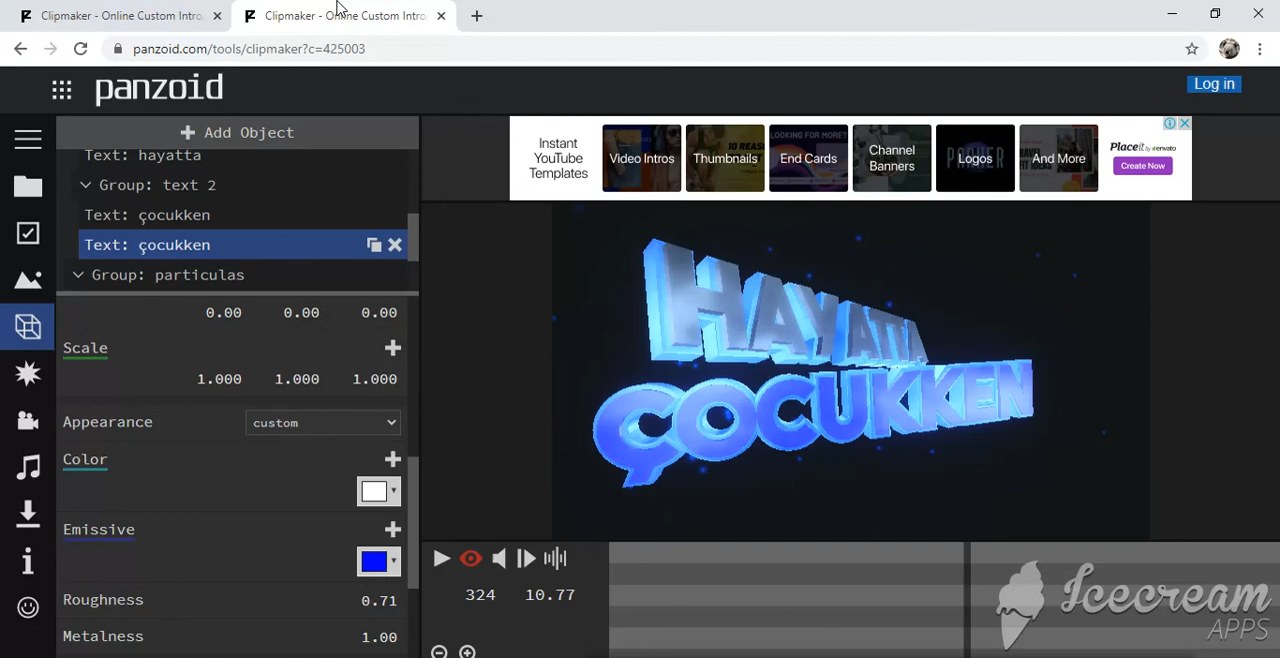 Clipmaker - Online Custom Intro
Clipmaker - Online Custom Intro
panzoid.com/tools/clipmaker?c=425003
panzoid
Log in
Add Object
Text: hayatta
Group: text 2
Text: çocukken
Text: çocukken
Group: particulas
0.00 0.00 0.00
Scale
1.000 1.000 1.000
Appearance custom
Color
Emissive
Roughness 0.71
Metalness 1.00
Instant
YouTube
Templates
Video Intros
Thumbnails
End Cards
Channel
Banners
Logos
And More
Placeit by envato
Create Now
HAYATTA
ÇOCUKKEN
324 10.77
Icecream
APPS